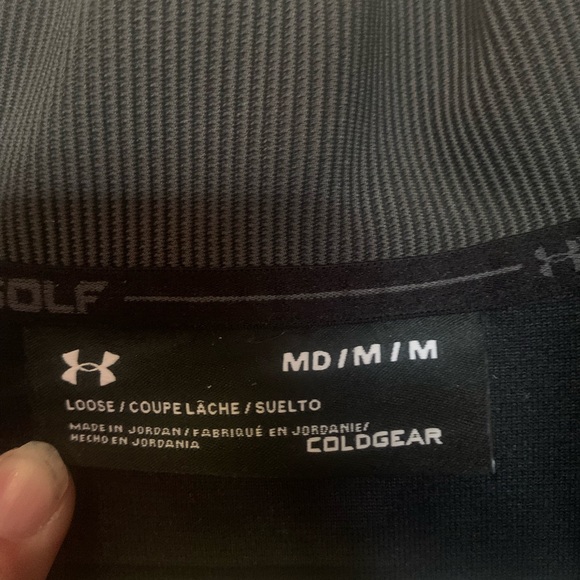 GOLF
MD/M/M
LOOSE / COUPE LÂCHE / SUELTO
MADE IN JORDAN / FABRIQUÉ EN JORDANIE/
HECHO EN JORDANIA
COLDGEAR